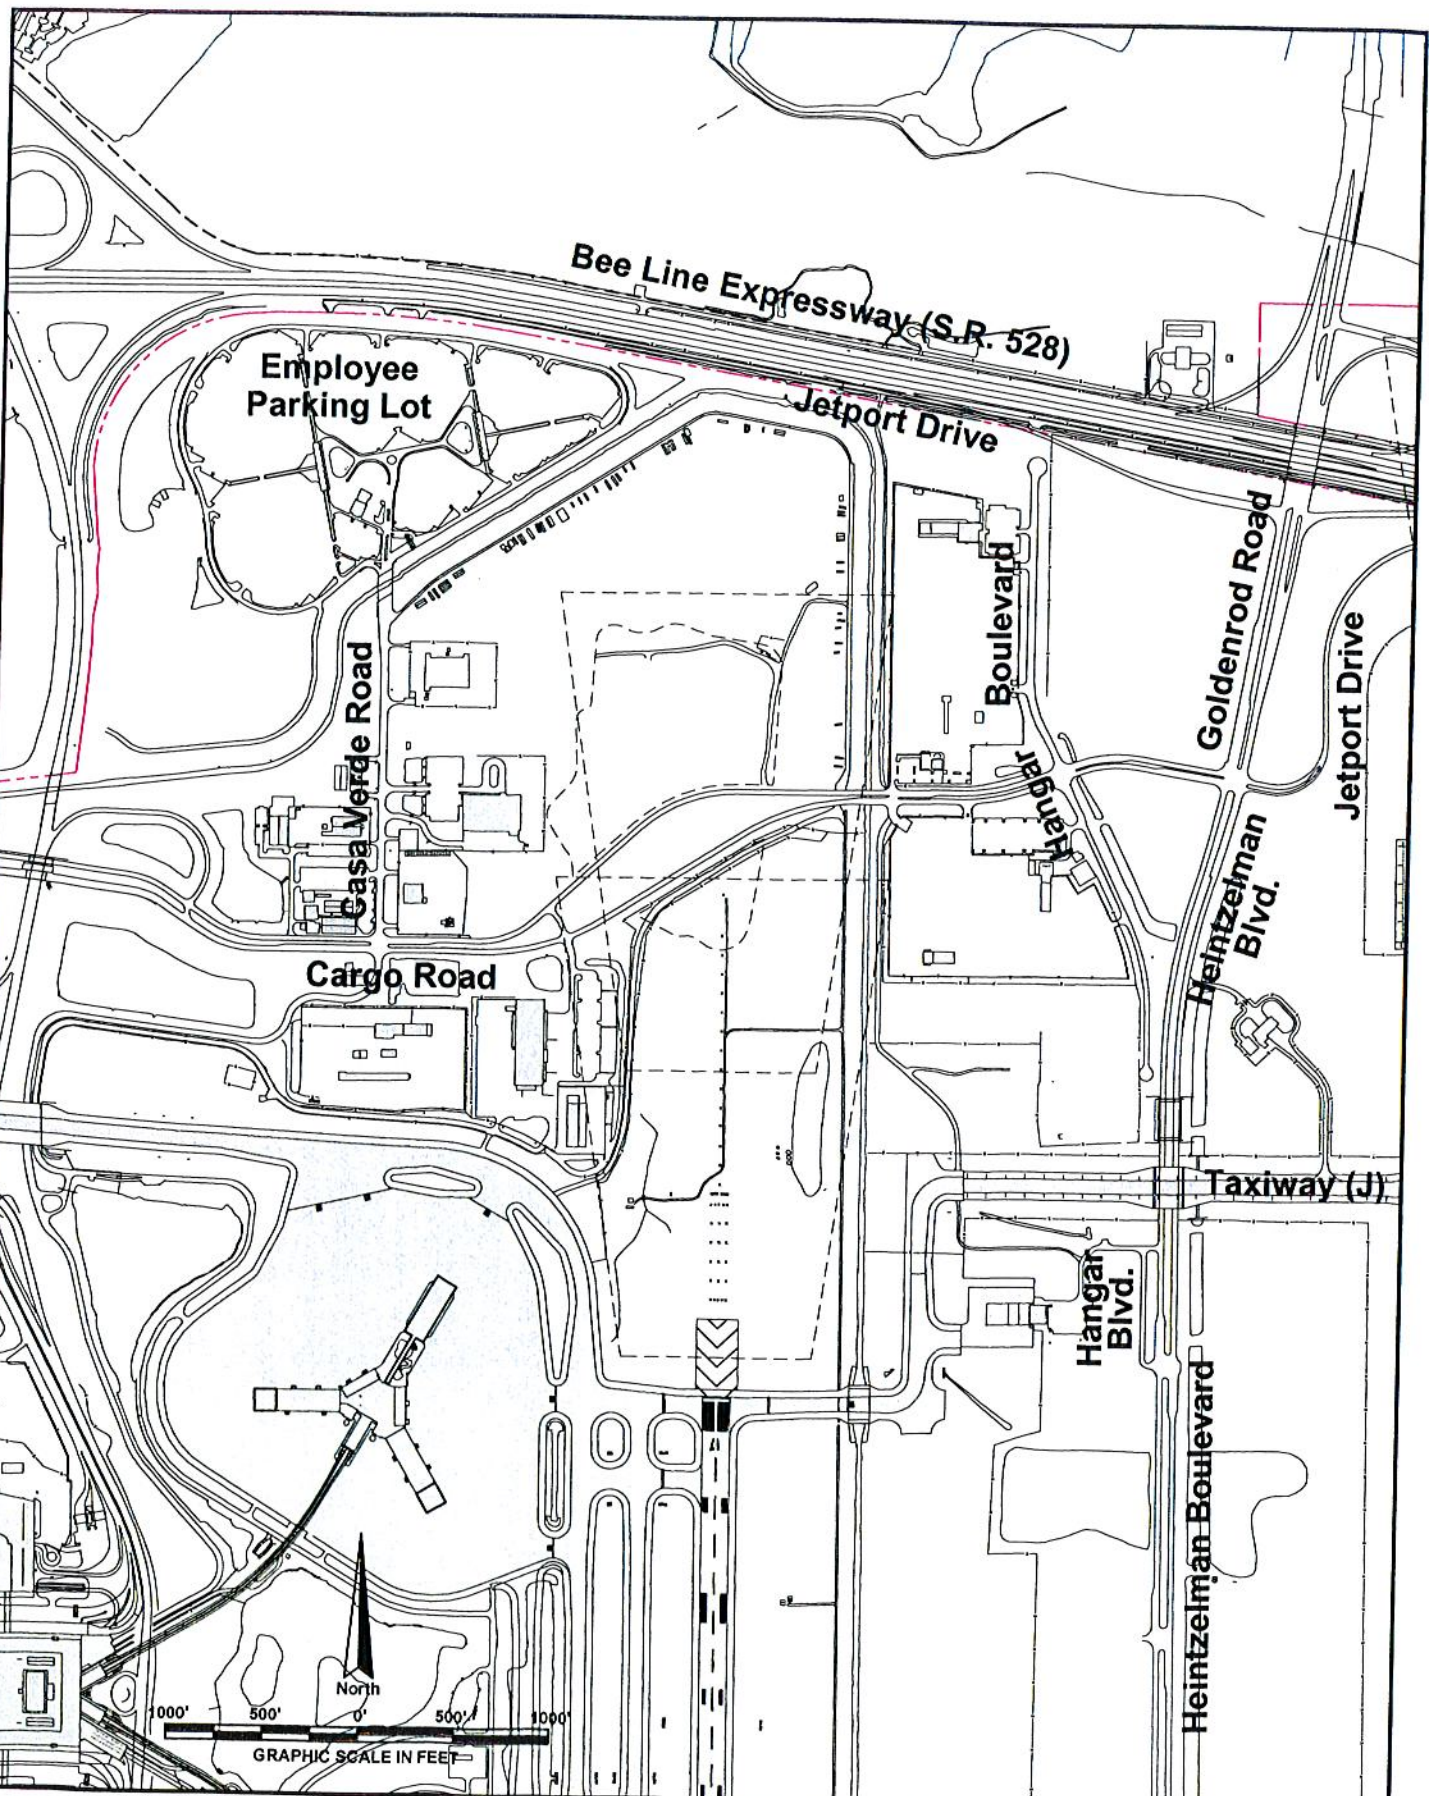 Bee Line Expressway (S.R. 528)
Employee
Parking Lot
Jetport Drive
Boulevard
Goldenrod Road
Jetport Drive
Casa Verde Road
Hangar
Heintzelman
Blvd.
Cargo Road
Taxiway (J)
Hangar
Blvd.
Heintzelman Boulevard
North
1000' 500' 0' 500' 1000'
GRAPHIC SCALE IN FEET